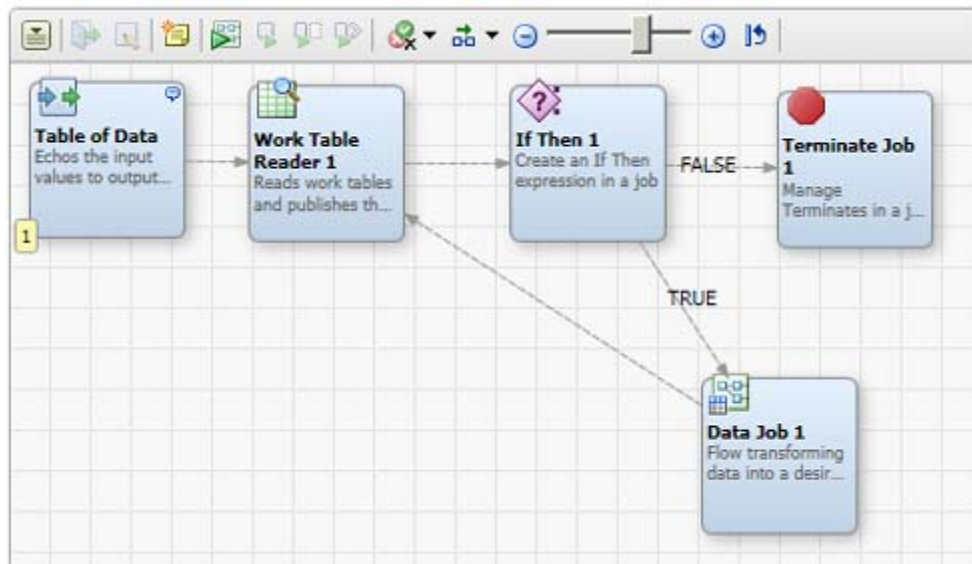 Table of Data
Echos the input
values to output...
1
Work Table
Reader 1
Reads work tables
and publishes th...
?
If Then 1
Create an If Then
expression in a job
FALSE
Terminate Job
1
Manage
Terminates in a j...
TRUE
Data Job 1
Flow transforming
data into a desir...